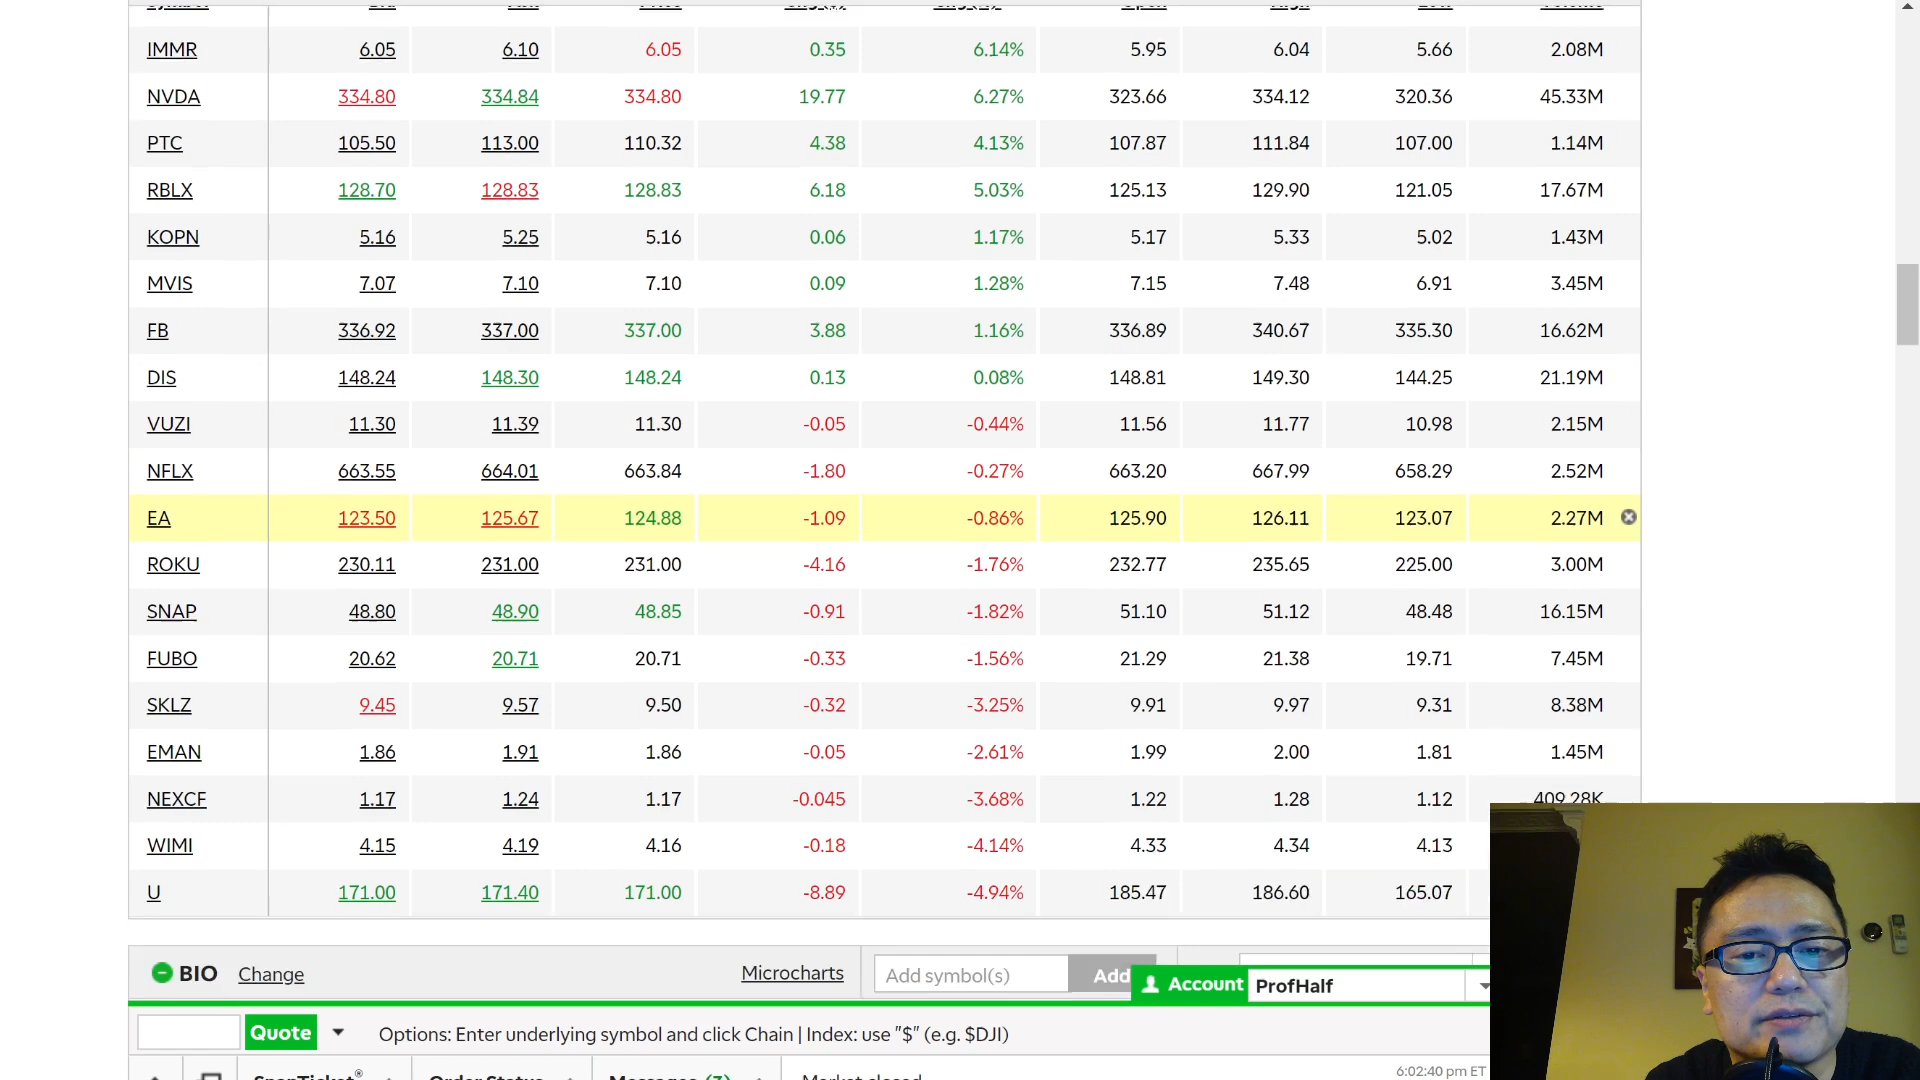 IMMR 6.05 6.10 6.05 0.35 6.14% 5.95 6.04 5.66 2.08M
NVDA 334.80 334.84 334.80 19.77 6.27% 323.66 334.12 320.36 45.33M
PTC 105.50 113.00 110.32 4.38 4.13% 107.87 111.84 107.00 1.14M
RBLX 128.70 128.83 128.83 6.18 5.03% 125.13 129.90 121.05 17.67M
KOPN 5.16 5.25 5.16 0.06 1.17% 5.17 5.33 5.02 1.43M
MVIS 7.07 7.10 7.10 0.09 1.28% 7.15 7.48 6.91 3.45M
FB 336.92 337.00 337.00 3.88 1.16% 336.89 340.67 335.30 16.62M
DIS 148.24 148.30 148.24 0.13 0.08% 148.81 149.30 144.25 21.19M
VUZI 11.30 11.39 11.30 -0.05 -0.44% 11.56 11.77 10.98 2.15M
NFLX 663.55 664.01 663.84 -1.80 -0.27% 663.20 667.99 658.29 2.52M
EA 123.50 125.67 124.88 -1.09 -0.86% 125.90 126.11 123.07 2.27M
ROKU 230.11 231.00 231.00 -4.16 -1.76% 232.77 235.65 225.00 3.00M
SNAP 48.80 48.90 48.85 -0.91 -1.82% 51.10 51.12 48.48 16.15M
FUBO 20.62 20.71 20.71 -0.33 -1.56% 21.29 21.38 19.71 7.45M
SKLZ 9.45 9.57 9.50 -0.32 -3.25% 9.91 9.97 9.31 8.38M
EMAN 1.86 1.91 1.86 -0.05 -2.61% 1.99 2.00 1.81 1.45M
NEXCF 1.17 1.24 1.17 -0.045 -3.68% 1.22 1.28 1.12 409.28K
WIMI 4.15 4.19 4.16 -0.18 -4.14% 4.33 4.34 4.13
U 171.00 171.40 171.00 -8.89 -4.94% 185.47 186.60 165.07
BIO Change Microcharts Add symbol(s) Add Account ProfHalf
Quote Options: Enter underlying symbol and click Chain | Index: use "$" (e.g. $DJI)
SnapTicket® Order Status Messages (3) Market closed 6:02:40 pm ET